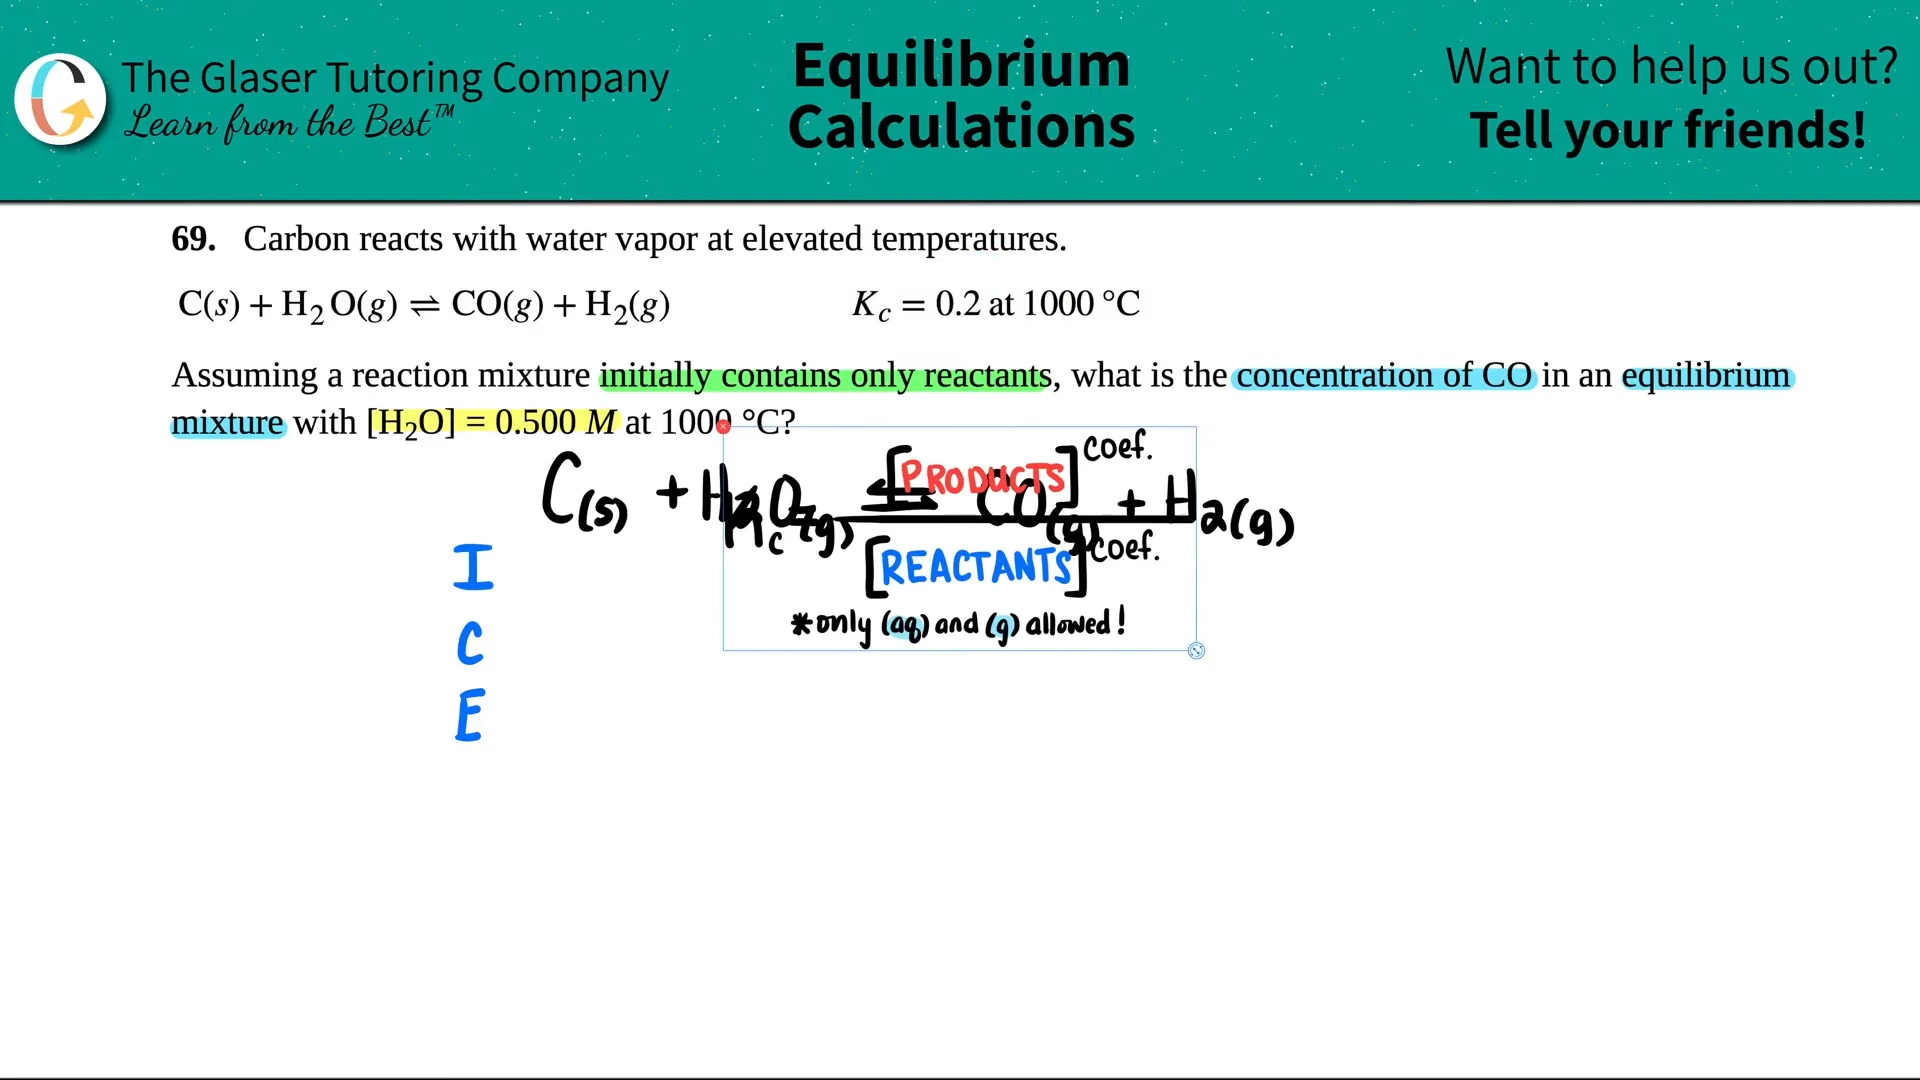 The Glaser Tutoring Company
Learn from the Best™
Equilibrium
Calculations
Want to help us out?
Tell your friends!
69. Carbon reacts with water vapor at elevated temperatures.
C(s) + H₂O(g) ⇌ CO(g) + H₂(g) K꜀ = 0.2 at 1000 °C
Assuming a reaction mixture initially contains only reactants, what is the concentration of CO in an equilibrium
mixture with [H₂O] = 0.500 M at 1000 °C?
C(s) + H₂O(g) ⇌ CO(g) + H₂(g)
K꜀ =
[PRODUCTS] coef.
[REACTANTS] coef.
*only (aq) and (g) allowed!
I
C
E